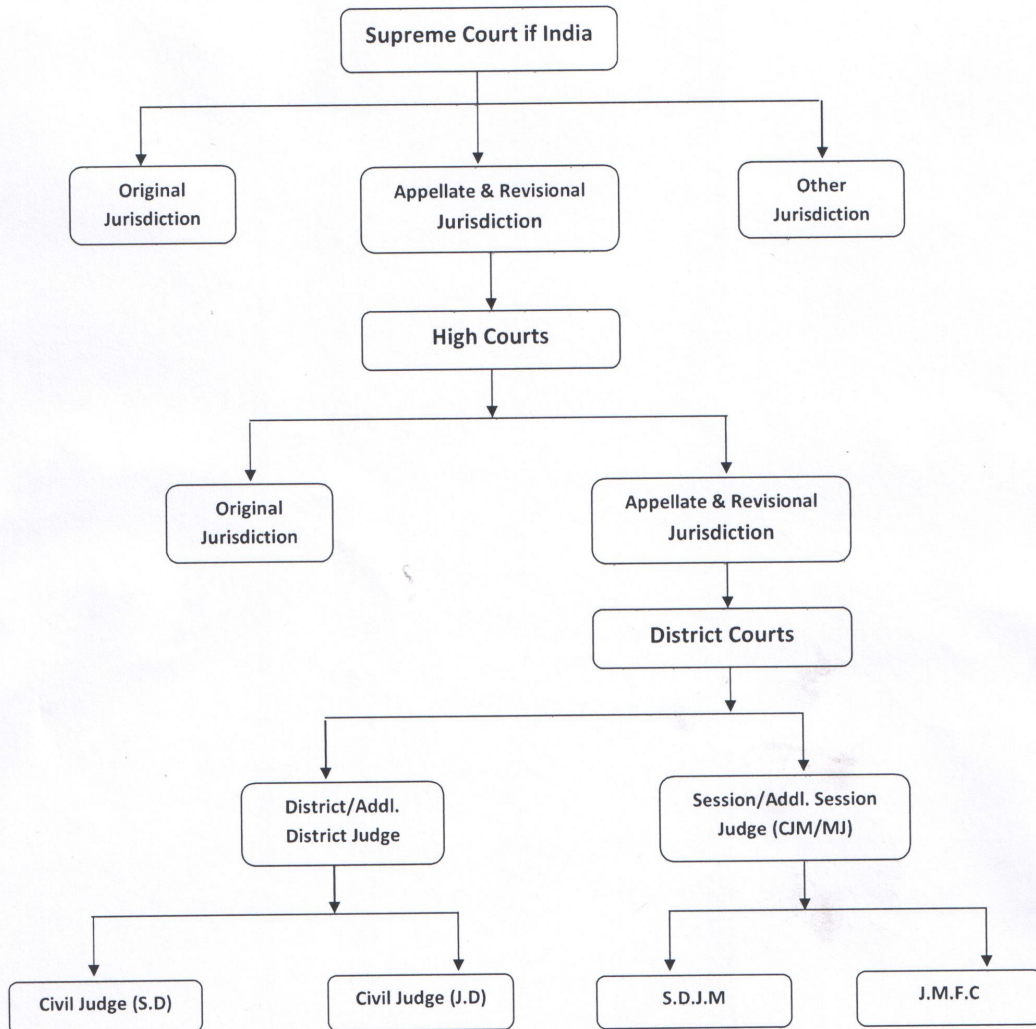 Supreme Court if India
Original
Jurisdiction
Appellate & Revisional
Jurisdiction
Other
Jurisdiction
High Courts
Original
Jurisdiction
Appellate & Revisional
Jurisdiction
District Courts
District/Addl.
District Judge
Session/Addl. Session
Judge (CJM/MJ)
Civil Judge (S.D)
Civil Judge (J.D)
S.D.J.M
J.M.F.C